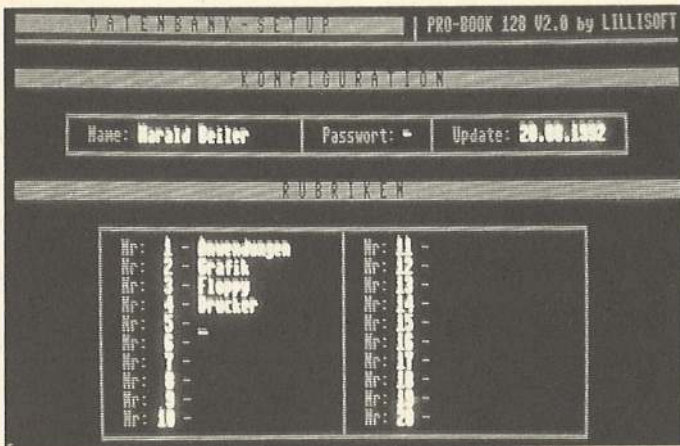 DATENBANK-SETUP
PRO-BOOK 128 V2.0 by LILLISOFT
KONFIGURATION
Name: Harald Beiler
Passwort: -
Update: 20.08.1992
RUBRIKEN
Nr: 1 - Anwendungen
Nr: 2 - Grafik
Nr: 3 - Floppy
Nr: 4 - Drucker
Nr: 5 - _
Nr: 6 -
Nr: 7 -
Nr: 8 -
Nr: 9 -
Nr: 10 -
Nr: 11 -
Nr: 12 -
Nr: 13 -
Nr: 14 -
Nr: 15 -
Nr: 16 -
Nr: 17 -
Nr: 18 -
Nr: 19 -
Nr: 20 -